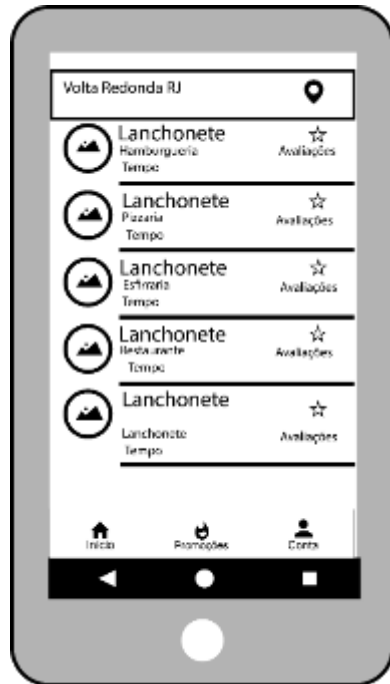 Volta Redonda RJ
Lanchonete
Hamburgueria
Avaliações
Tempo
Lanchonete
Pizzaria
Avaliações
Tempo
Lanchonete
Esfirraria
Avaliações
Tempo
Lanchonete
Restaurante
Avaliações
Tempo
Lanchonete
Lanchonete
Avaliações
Tempo
Início
Promoções
Conta